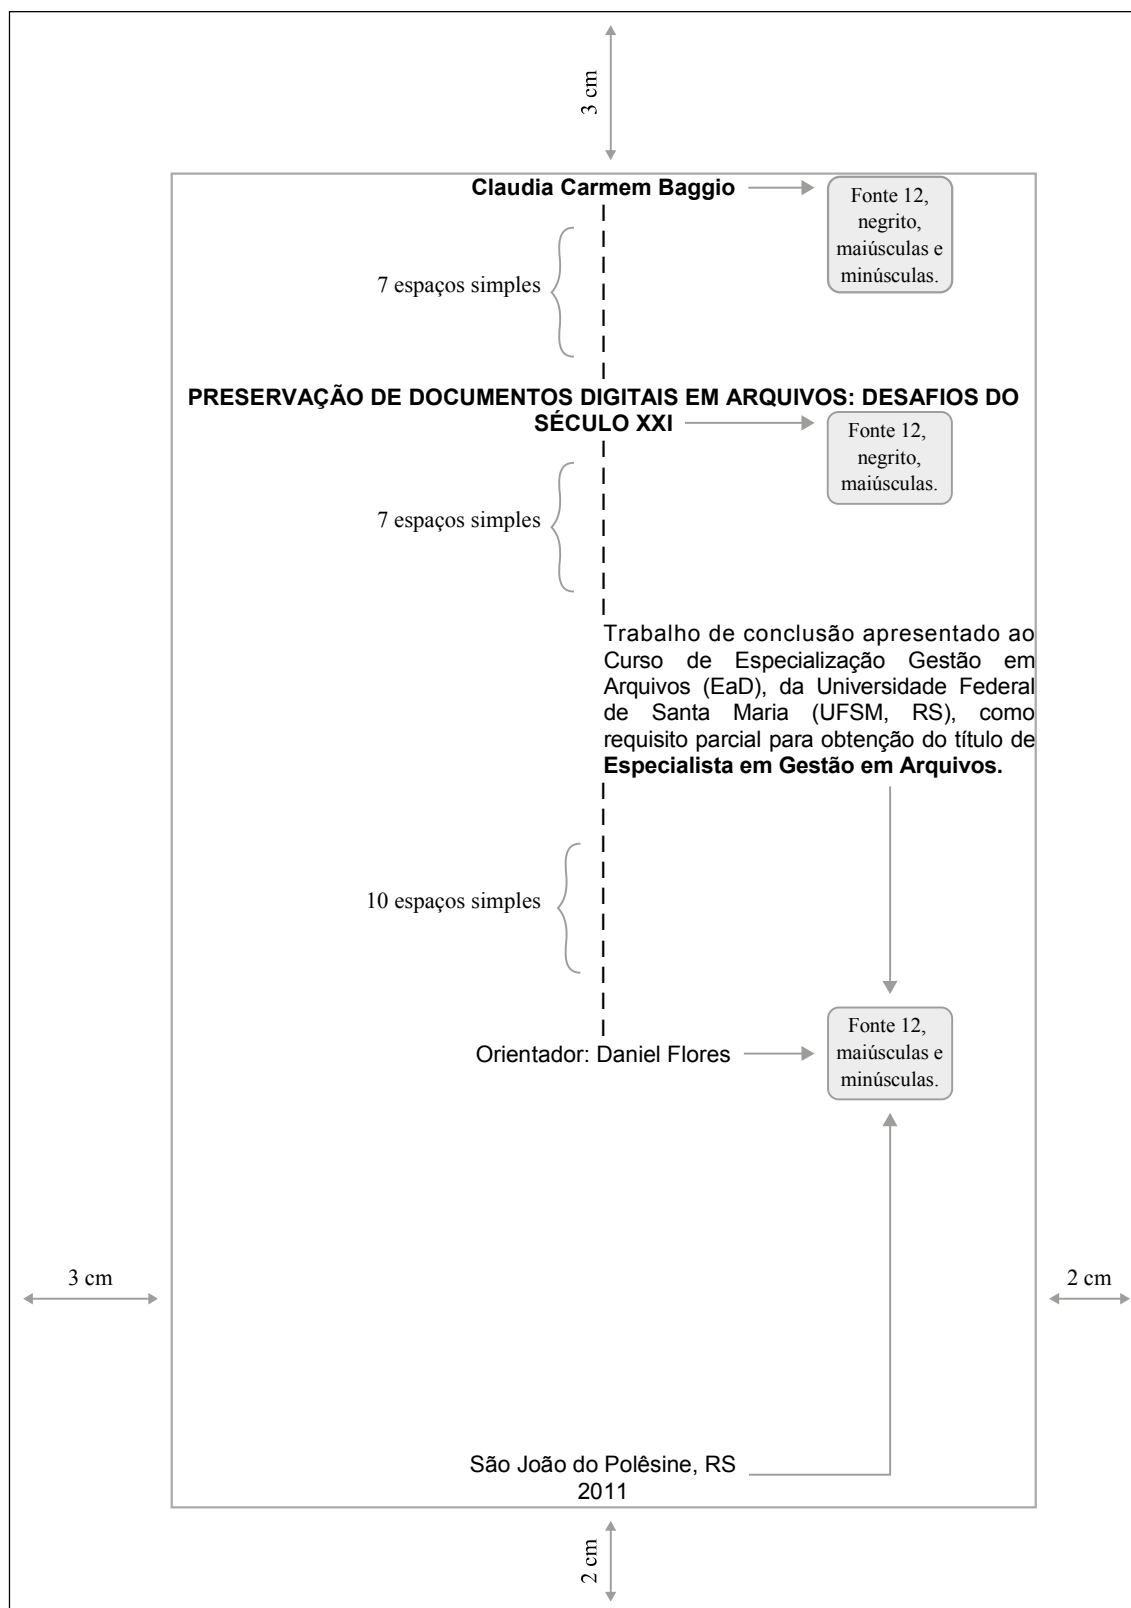 3 cm
Claudia Carmem Baggio
Fonte 12,
negrito,
maiúsculas e
minúsculas.
7 espaços simples
PRESERVAÇÃO DE DOCUMENTOS DIGITAIS EM ARQUIVOS: DESAFIOS DO
SÉCULO XXI
Fonte 12,
negrito,
maiúsculas.
7 espaços simples
Trabalho de conclusão apresentado ao
Curso de Especialização Gestão em
Arquivos (EaD), da Universidade Federal
de Santa Maria (UFSM, RS), como
requisito parcial para obtenção do título de
Especialista em Gestão em Arquivos.
10 espaços simples
Orientador: Daniel Flores
Fonte 12,
maiúsculas e
minúsculas.
3 cm
2 cm
São João do Polêsine, RS
2011
2 cm